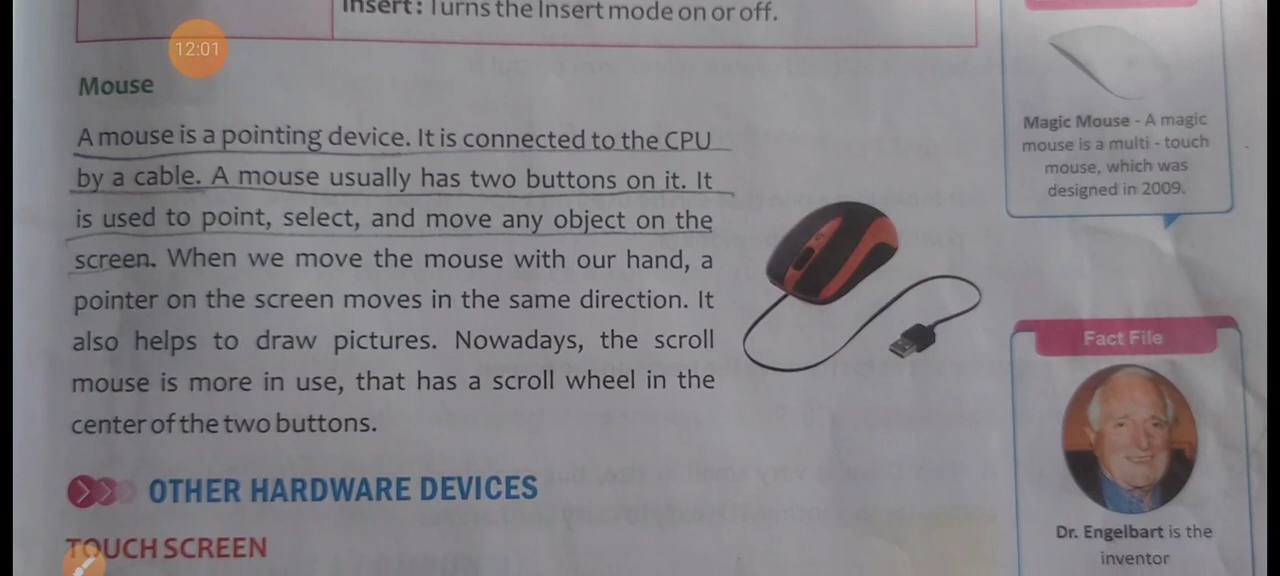 Insert: Turns the Insert mode on or off.
12:01
Mouse
A mouse is a pointing device. It is connected to the CPU
by a cable. A mouse usually has two buttons on it. It
is used to point, select, and move any object on the
screen. When we move the mouse with our hand, a
pointer on the screen moves in the same direction. It
also helps to draw pictures. Nowadays, the scroll
mouse is more in use, that has a scroll wheel in the
center of the two buttons.
OTHER HARDWARE DEVICES
TOUCH SCREEN
Magic Mouse - A magic
mouse is a multi - touch
mouse, which was
designed in 2009.
Fact File
Dr. Engelbart is the
inventor